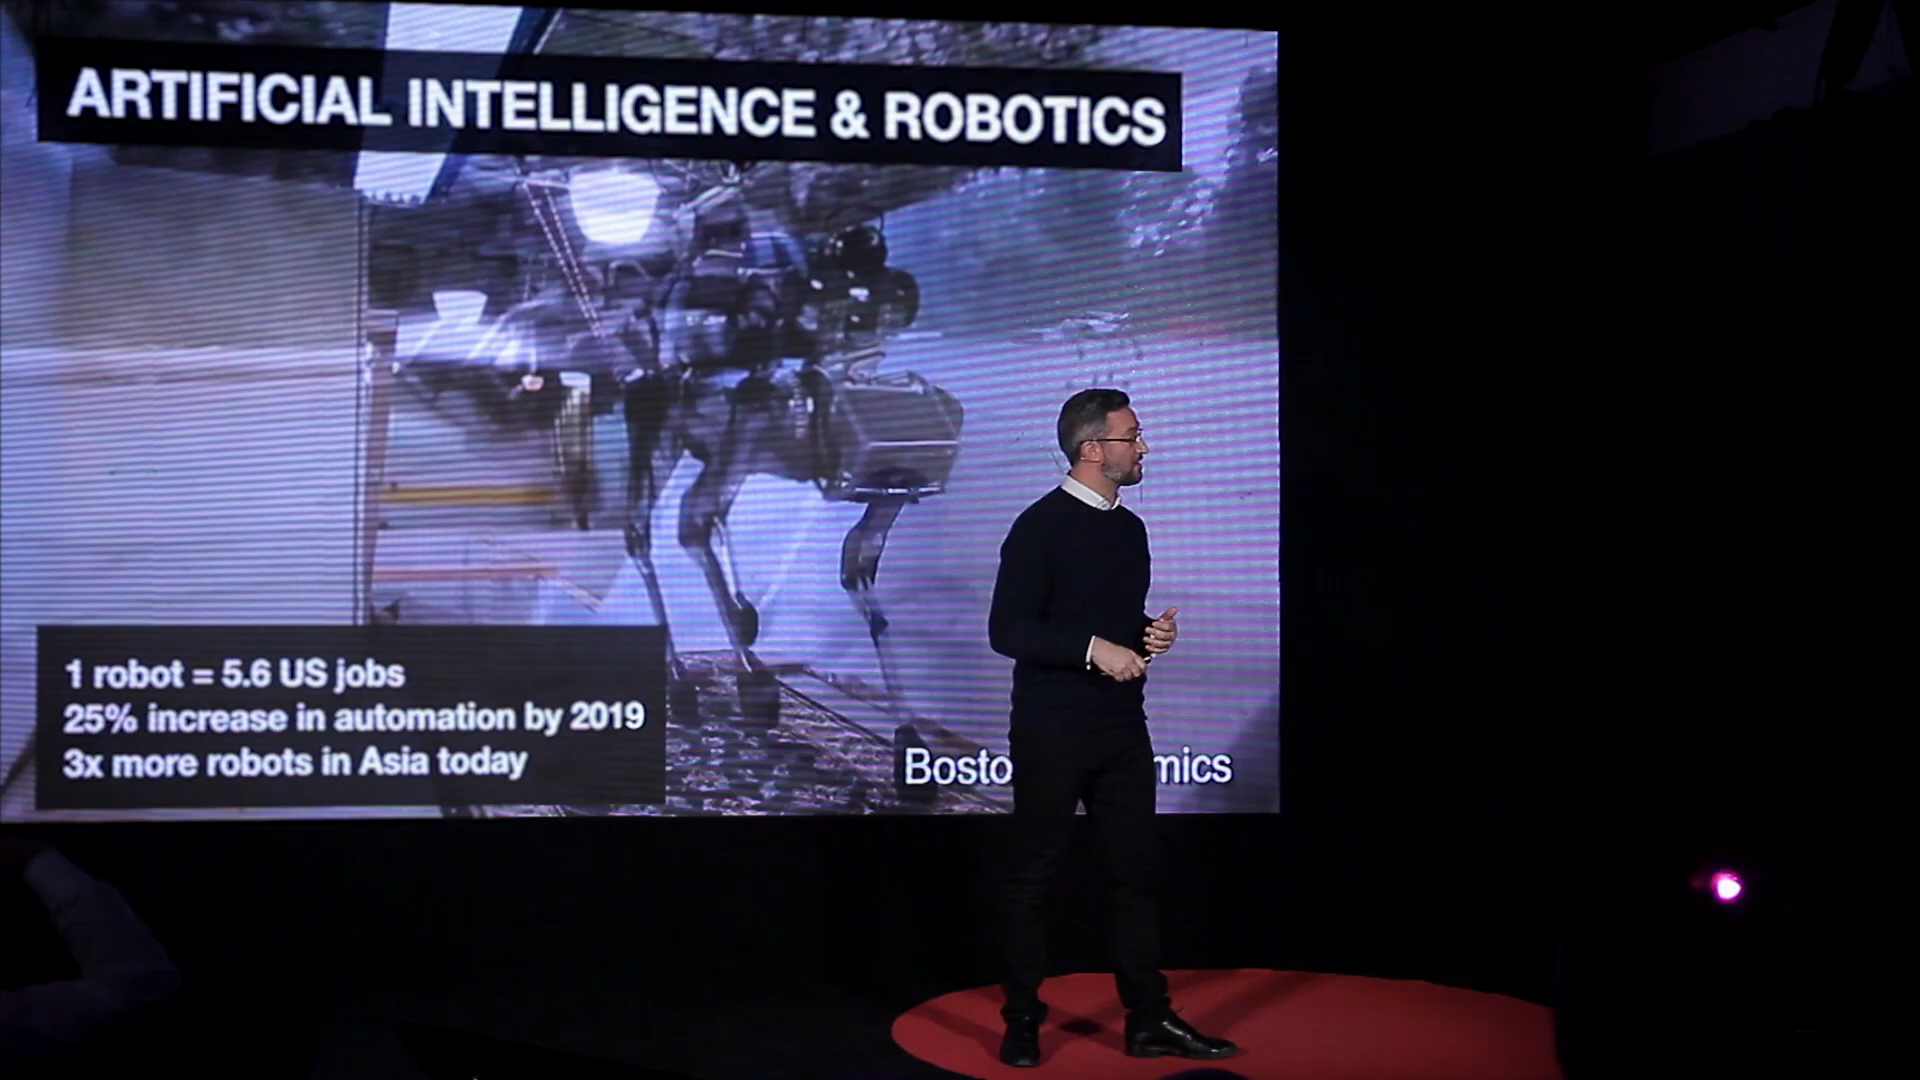 ARTIFICIAL INTELLIGENCE & ROBOTICS
1 robot = 5.6 US jobs
25% increase in automation by 2019
3x more robots in Asia today
Bosto mics